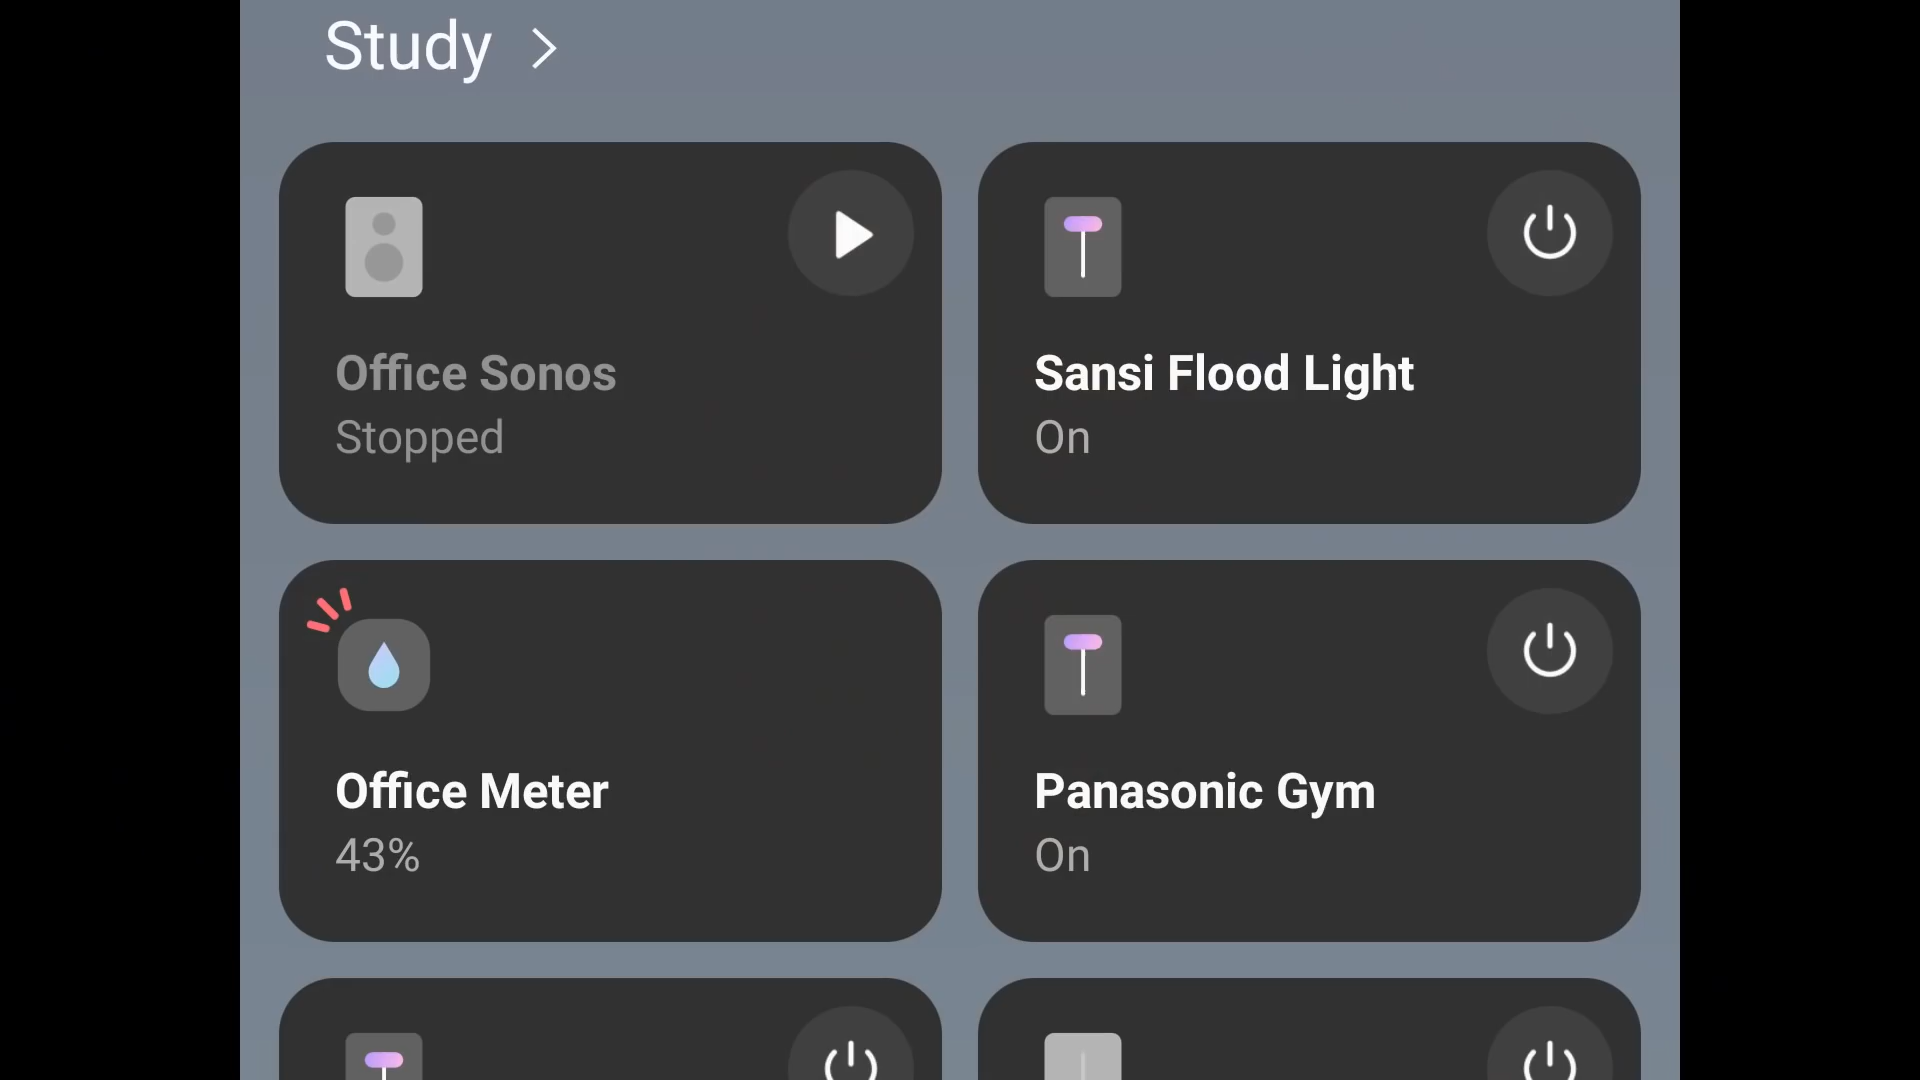 Study
Office Sonos
Stopped
Sansi Flood Light
On
Office Meter
43%
Panasonic Gym
On